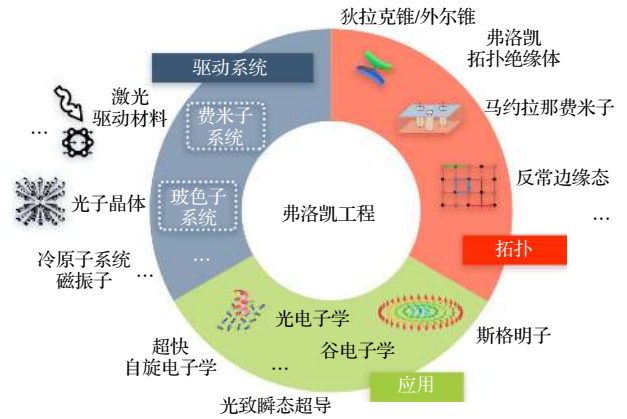 狄拉克锥/外尔锥
弗洛凯
拓扑绝缘体
马约拉那费米子
反常边缘态
...
拓扑
驱动系统
激光
驱动材料
...
费米子
系统
光子晶体
玻色子
系统
冷原子系统
磁振子
...
...
弗洛凯工程
光电子学
谷电子学
...
斯格明子
超快
自旋电子学
光致瞬态超导
应用